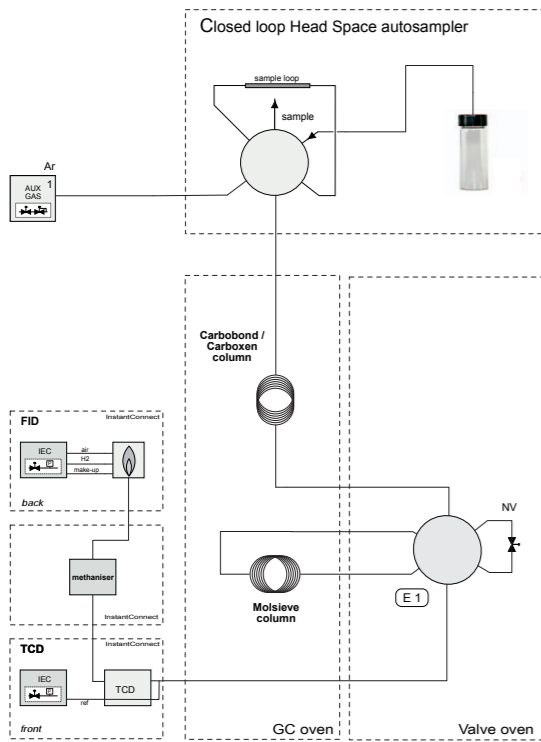 Closed loop Head Space autosampler
sample loop
sample
Ar
AUX 1
GAS
Carbobond /
Carboxen
column
FID
InstantConnect
IEC
P
air
H2
make-up
back
NV
methaniser
InstantConnect
E 1
Molsieve
column
TCD
InstantConnect
IEC
P
TCD
ref
front
GC oven
Valve oven